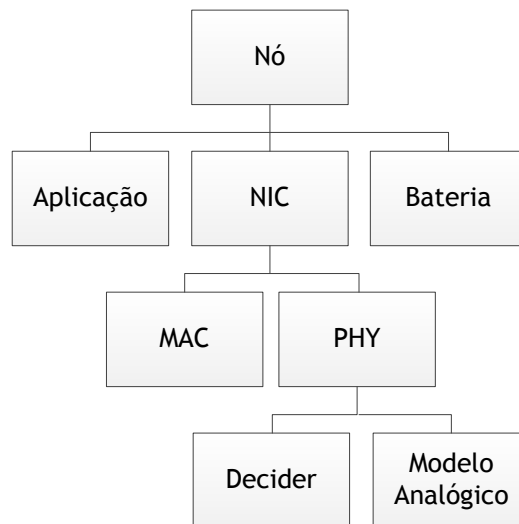 Nó
Aplicação
NIC
Bateria
MAC
PHY
Decider
Modelo
Analógico